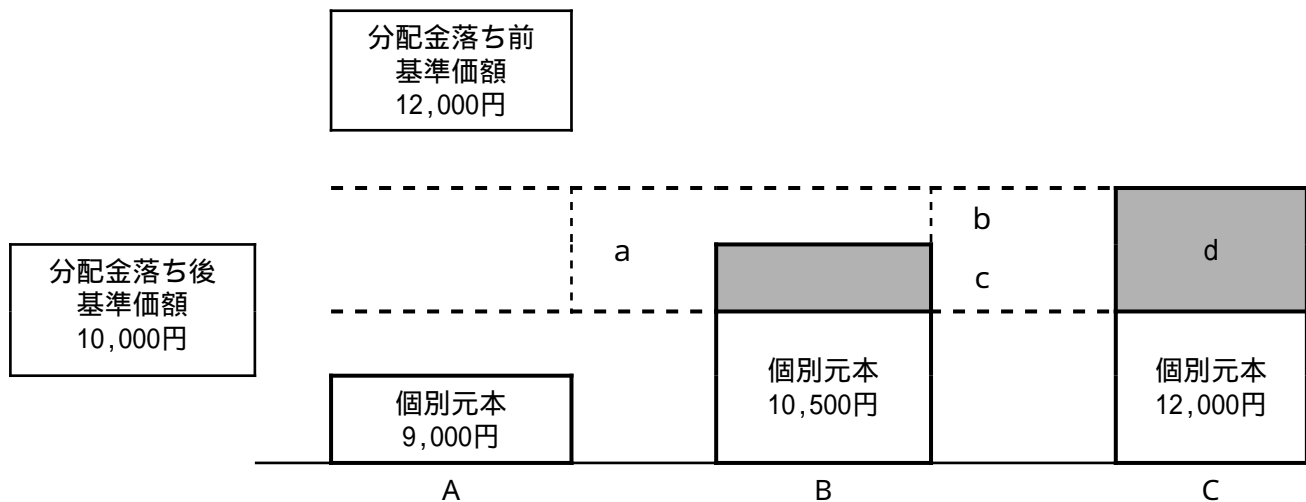 分配金落ち前
基準価額
12,000円
分配金落ち後
基準価額
10,000円
a
b
c
d
個別元本
9,000円
個別元本
10,500円
個別元本
12,000円
A
B
C